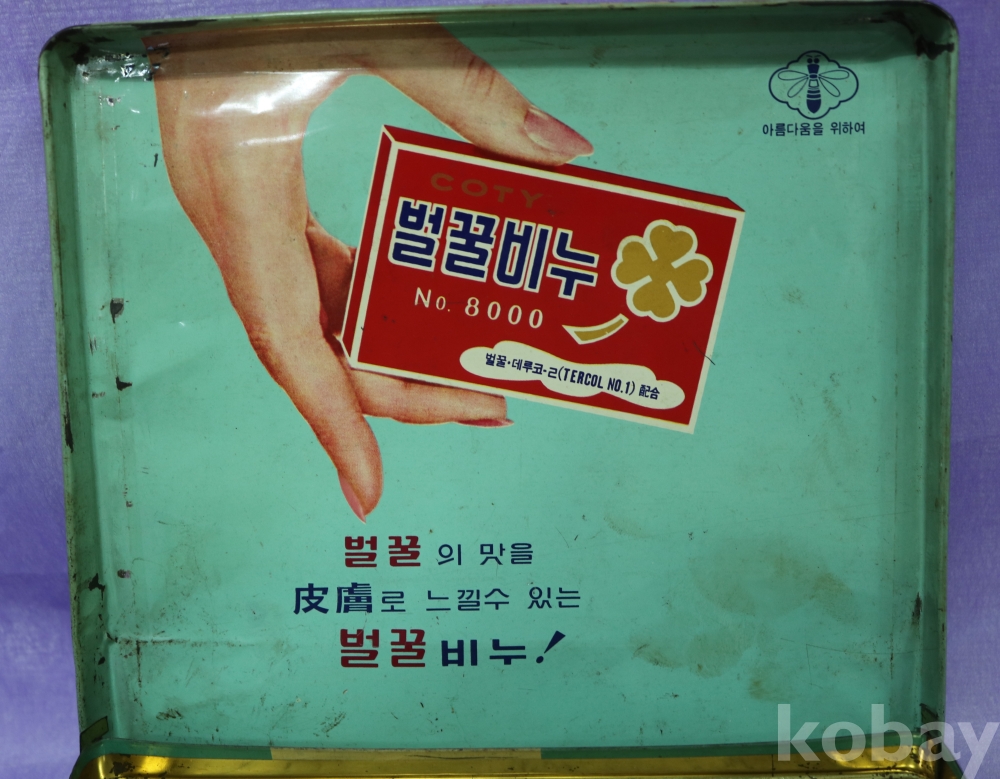 아름다움을 위하여
COTY
벌꿀비누
No. 8000
벌꿀·데루코-ㄹ(TERCOL NO.1) 配合
벌꿀의 맛을
皮膚로 느낄수 있는
벌꿀비누!
kobay